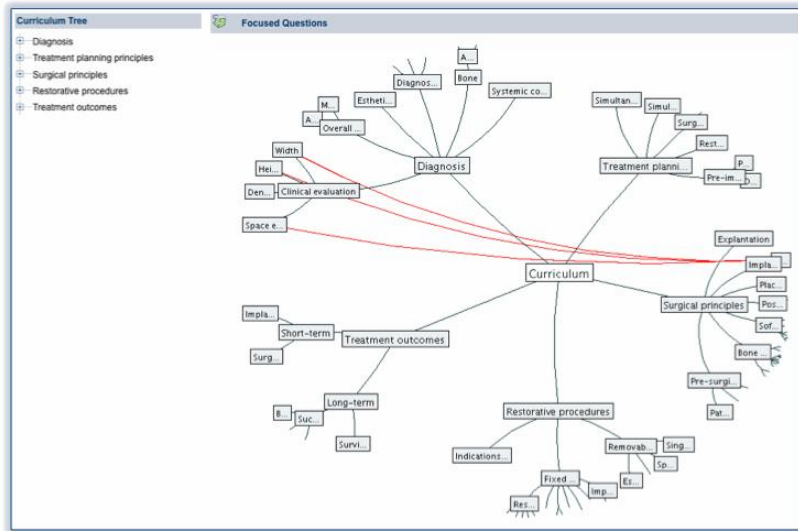 Curriculum Tree
Focused Questions
Diagnosis
Treatment planning principles
Surgical principles
Restorative procedures
Treatment outcomes
A...
Bone
Diagnos...
Systemic co...
Estheti...
M...
A...
Overall ...
Diagnosis
Width
Hei...
Den...
Clinical evaluation
Space e...
Simultan...
Simul...
Surg...
Rest...
Treatment planni...
P...
Pre-im...
Curriculum
Explantation
Impla...
Plac...
Surgical principles
Pos...
Sof...
Bone ...
Pre-surgi...
Pat...
Impla...
Short-term
Surg...
Treatment outcomes
Long-term
B...
Suc...
Survi...
Restorative procedures
Indications...
Removab...
Sing...
Sp...
Es...
Fixed ...
Imp...
Res...